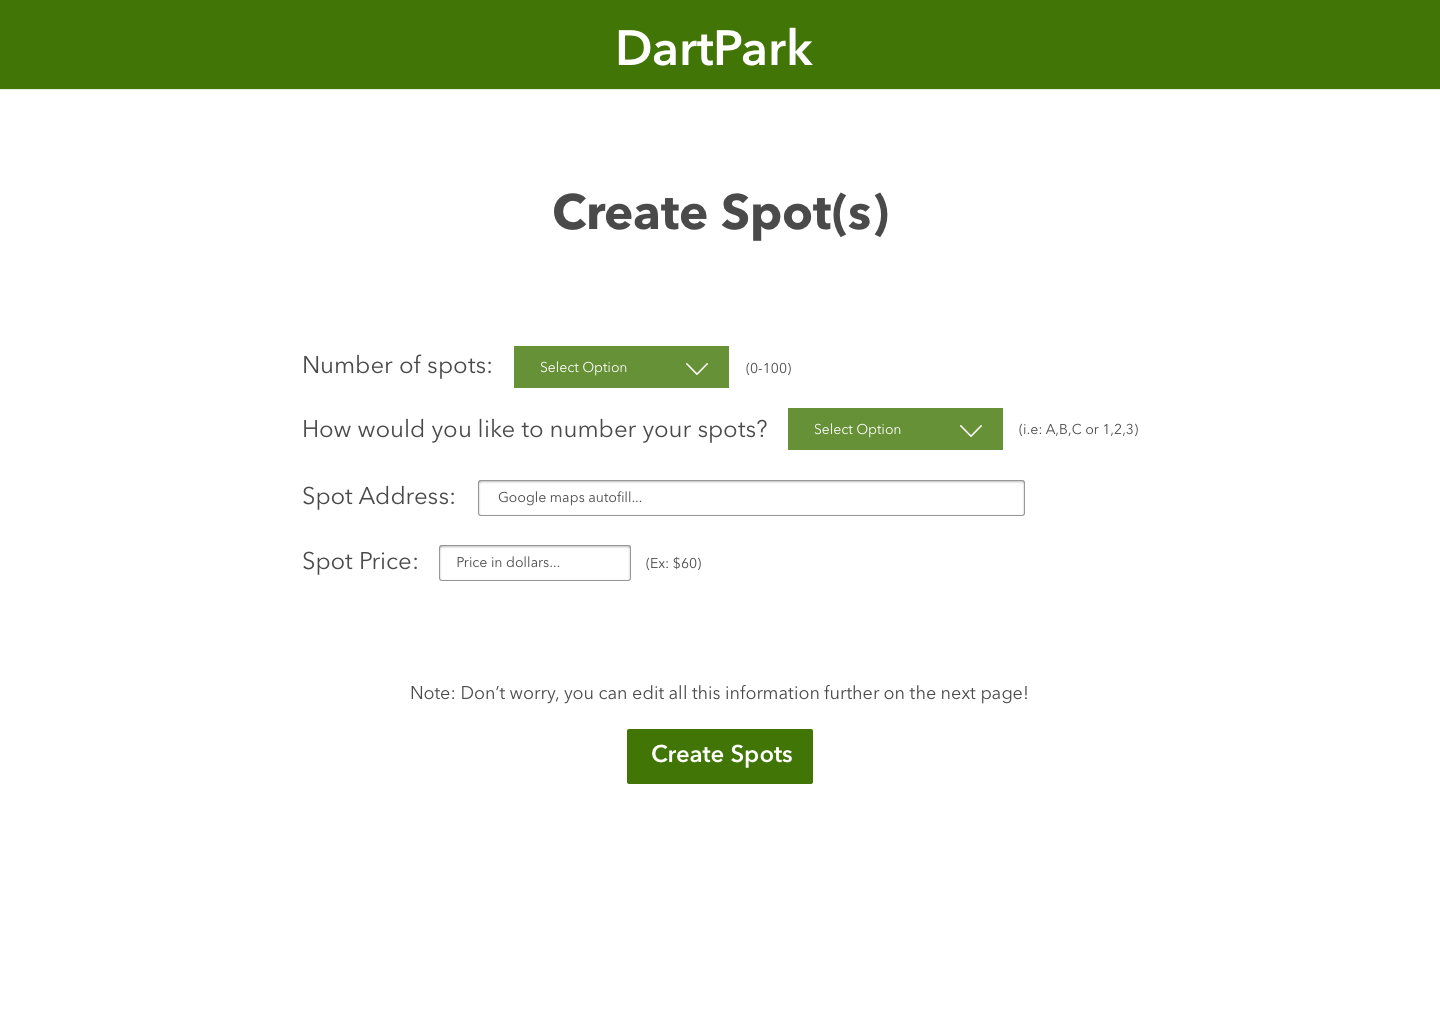 DartPark
Create Spot(s)
Number of spots: Select Option (0-100)
How would you like to number your spots? Select Option (i.e: A,B,C or 1,2,3)
Spot Address: Google maps autofill...
Spot Price: Price in dollars... (Ex: $60)
Note: Don’t worry, you can edit all this information further on the next page!
Create Spots